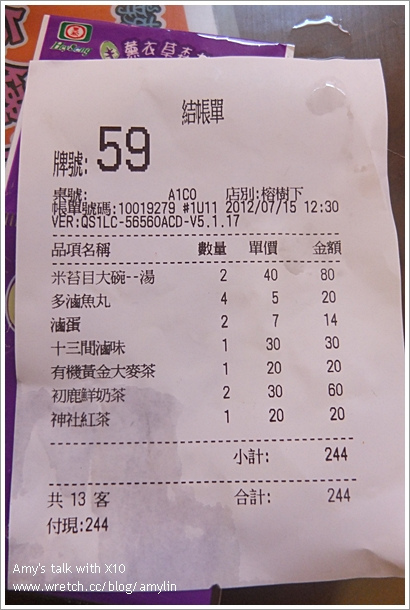 薰衣草森
結帳單
牌號: 59
桌號: A1C0 店別:榕樹下
帳單號碼:10019279 #1U11 2012/07/15 12:30
VER:QS1LC-56560ACD-V5.1.17
品項名稱 數量 單價 金額
米苔目大碗--湯 2 40 80
多滷魚丸 4 5 20
滷蛋 2 7 14
十三間滷味 1 30 30
有機黃金大麥茶 1 20 20
初鹿鮮奶茶 2 30 60
神社紅茶 1 20 20
小計: 244
共 13 客 合計: 244
付現:244
Amy's talk with X10
www.wretch.cc/blog/amylin